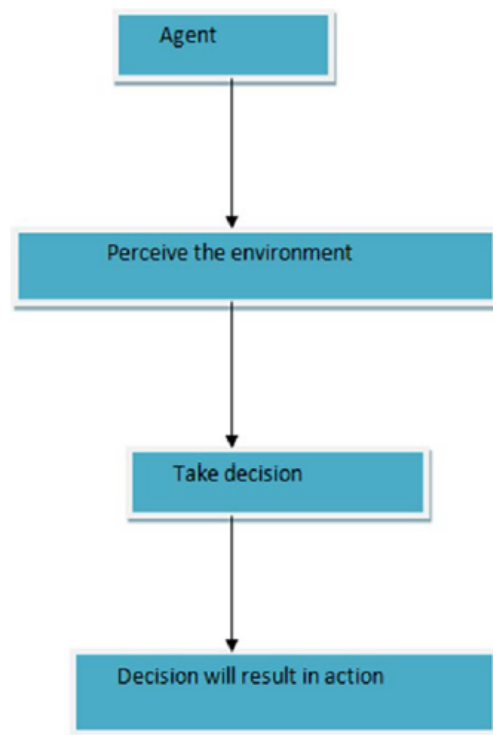 Agent
Perceive the environment
Take decision
Decision will result in action